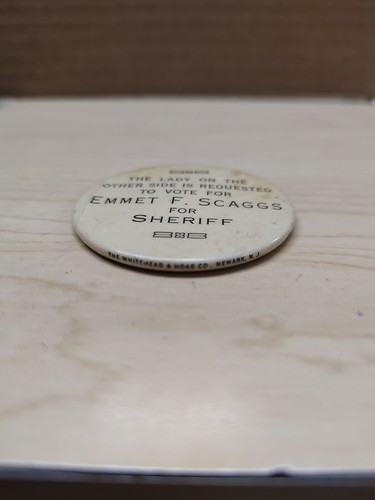 THE LADY ON THE
OTHER SIDE IS REQUESTED
TO VOTE FOR
EMMET F. SCAGGS
FOR
SHERIFF
THE WHITEHEAD & HOAG CO. NEWARK, N.J.